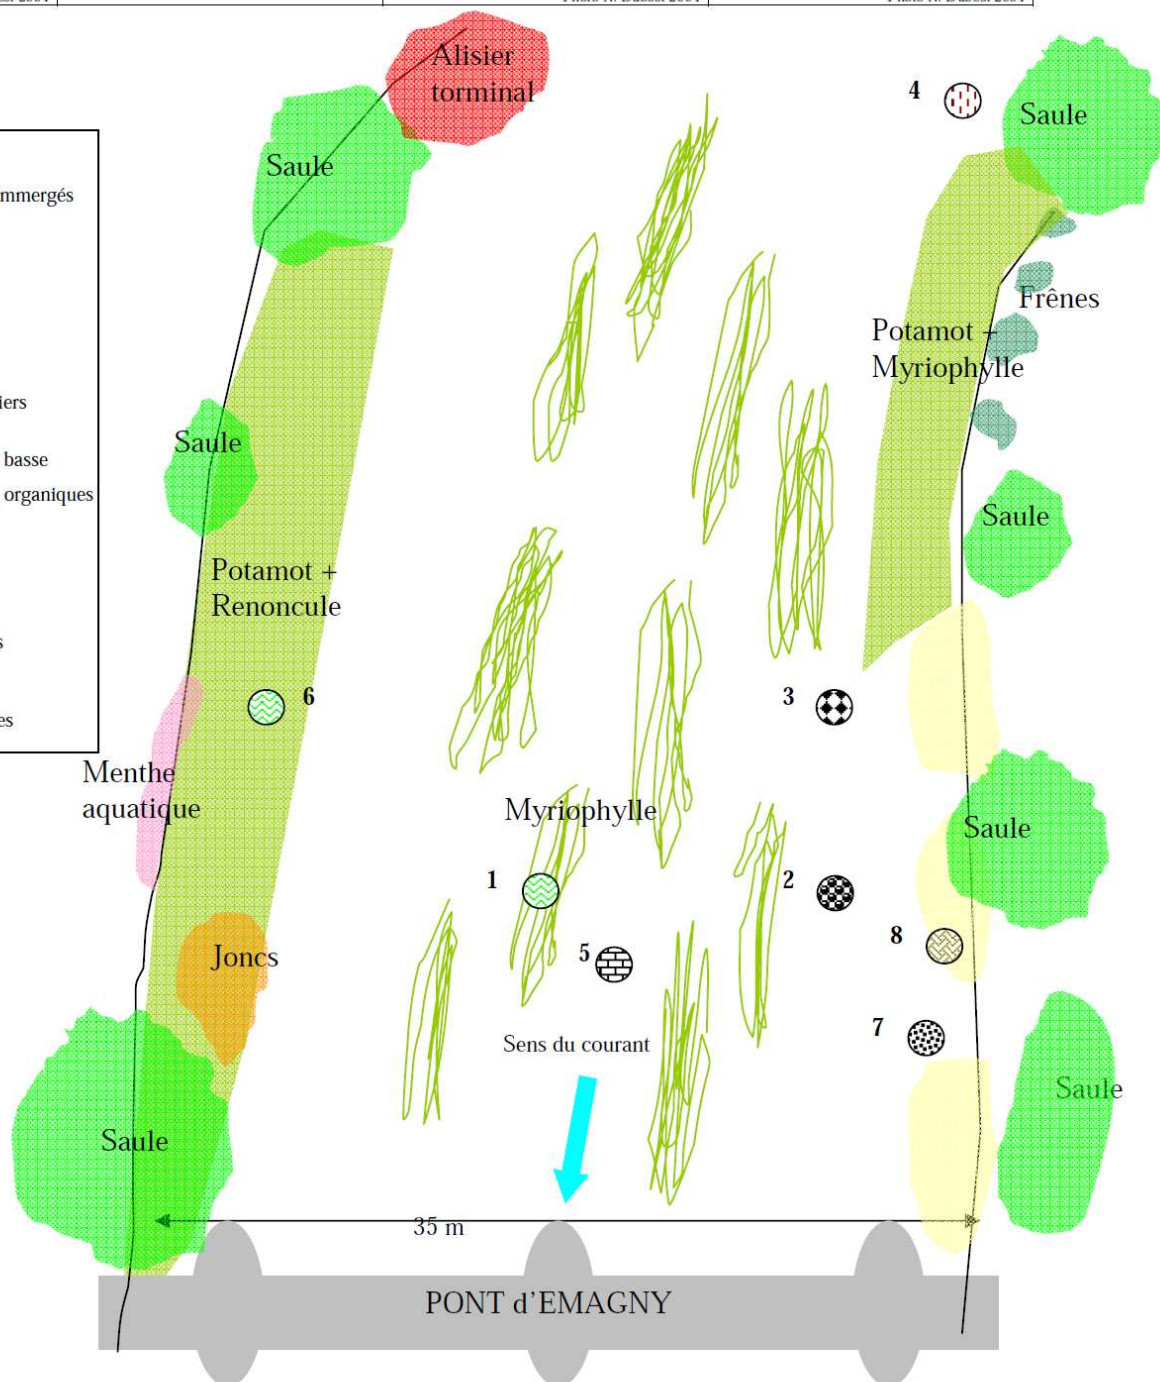 Alisier
torminal
4
Saule
Saule
mmergés
Frênes
Potamot +
Myriophylle
iers
Saule
basse
organiques
Saule
Potamot +
Renoncule
s
6
3
es
Menthe
aquatique
Myriophylle
Saule
1
2
8
5
Joncs
7
Sens du courant
Saule
Saule
35 m
PONT d'EMAGNY